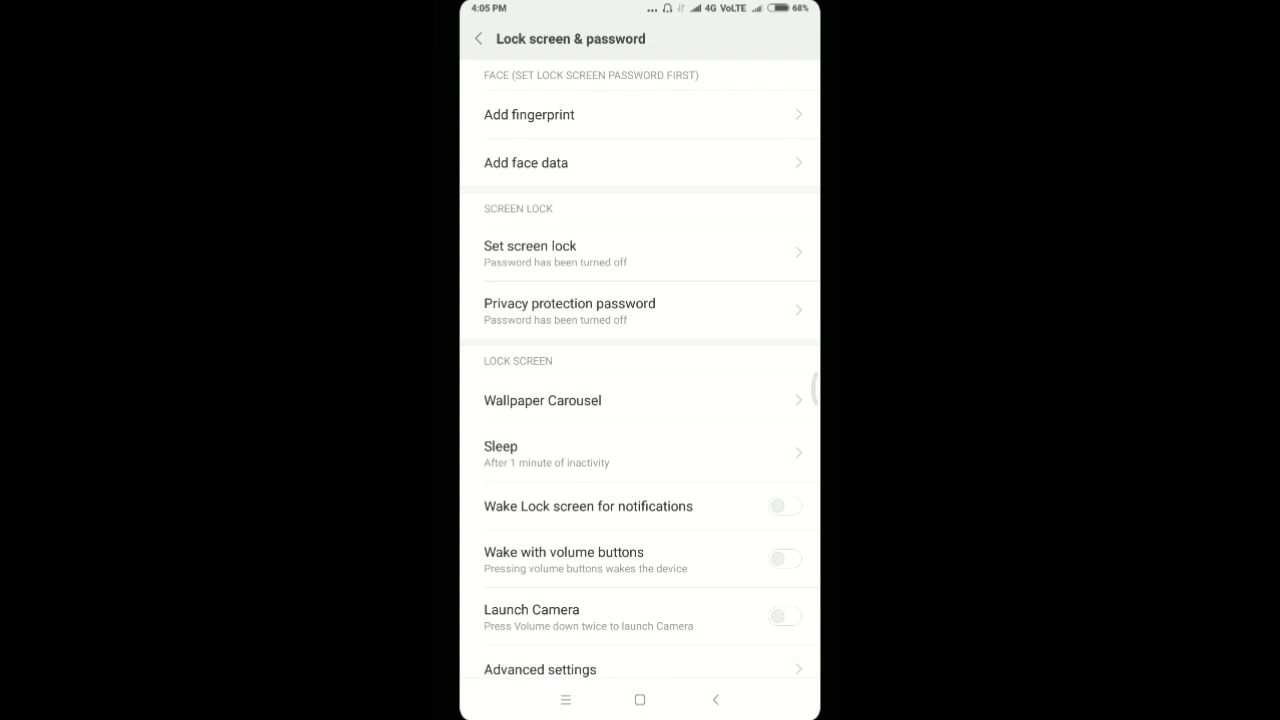 4:05 PM ... 4G VoLTE 68%
Lock screen & password
FACE (SET LOCK SCREEN PASSWORD FIRST)
Add fingerprint
Add face data
SCREEN LOCK
Set screen lock
Password has been turned off
Privacy protection password
Password has been turned off
LOCK SCREEN
Wallpaper Carousel
Sleep
After 1 minute of inactivity
Wake Lock screen for notifications
Wake with volume buttons
Pressing volume buttons wakes the device
Launch Camera
Press Volume down twice to launch Camera
Advanced settings